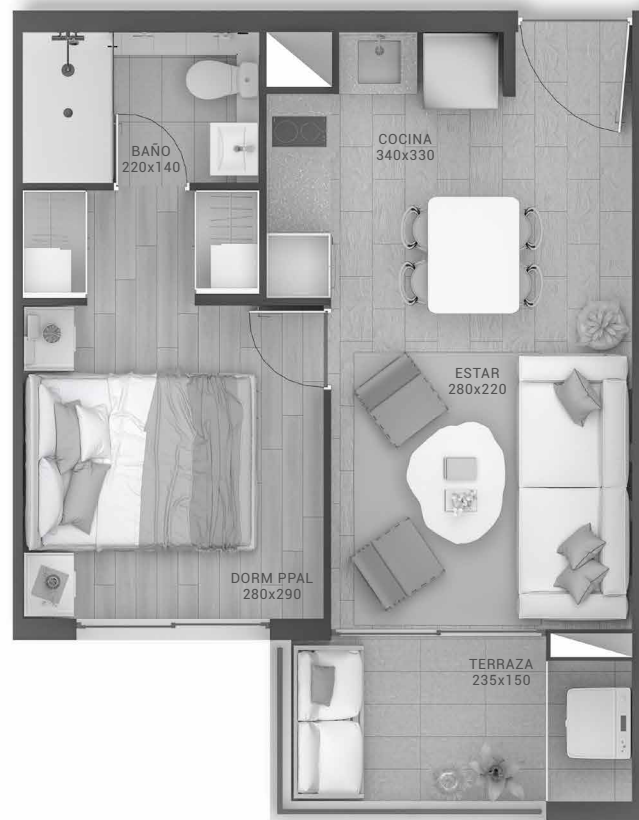 BAÑO
220x140
COCINA
340x330
ESTAR
280x220
DORM PPAL
280x290
TERRAZA
235x150